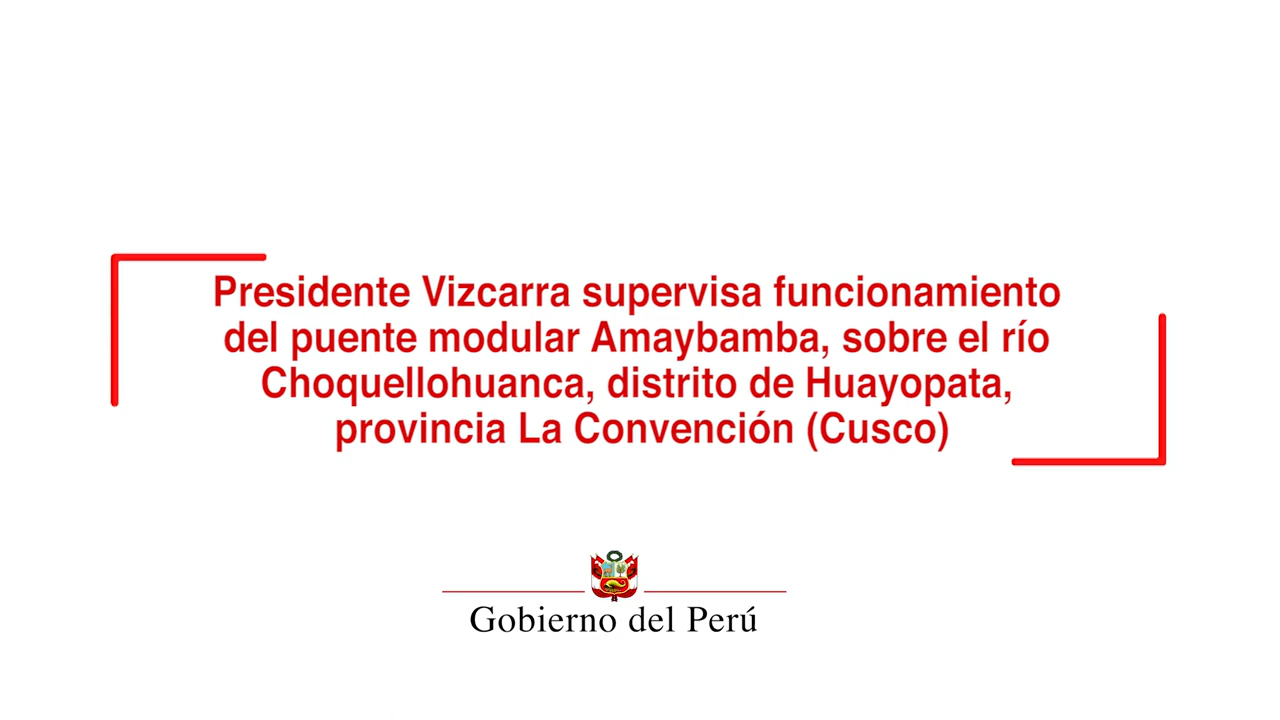 Presidente Vizcarra supervisa funcionamiento
del puente modular Amaybamba, sobre el río
Choquellohuanca, distrito de Huayopata,
provincia La Convención (Cusco)
Gobierno del Perú